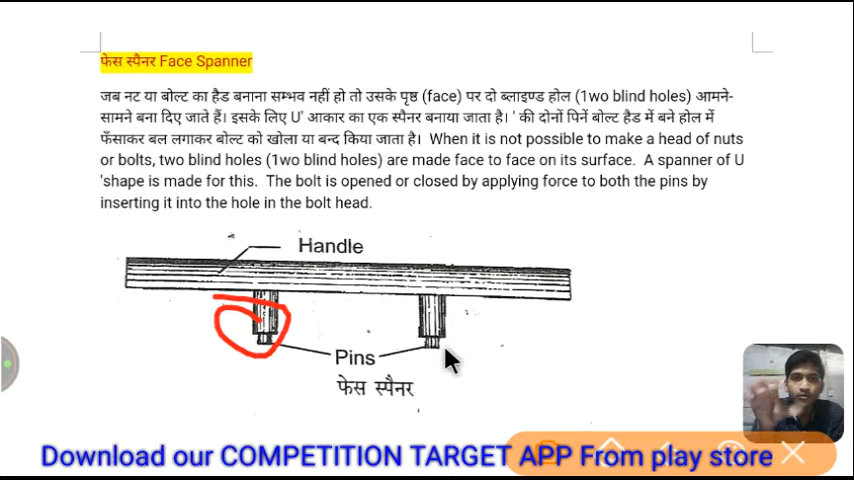 फेस स्पैनर Face Spanner
जब नट या बोल्ट का हैड बनाना सम्भव नहीं हो तो उसके पृष्ठ (face) पर दो ब्लाइण्ड होल (1wo blind holes) आमने-
सामने बना दिए जाते हैं। इसके लिए U' आकार का एक स्पैनर बनाया जाता है। ' की दोनों पिनें बोल्ट हैड में बने होल में
फँसाकर बल लगाकर बोल्ट को खोला या बन्द किया जाता है। When it is not possible to make a head of nuts
or bolts, two blind holes (1wo blind holes) are made face to face on its surface. A spanner of U
'shape is made for this. The bolt is opened or closed by applying force to both the pins by
inserting it into the hole in the bolt head.
Handle
Pins
फेस स्पैनर
Download our COMPETITION TARGET APP From play store